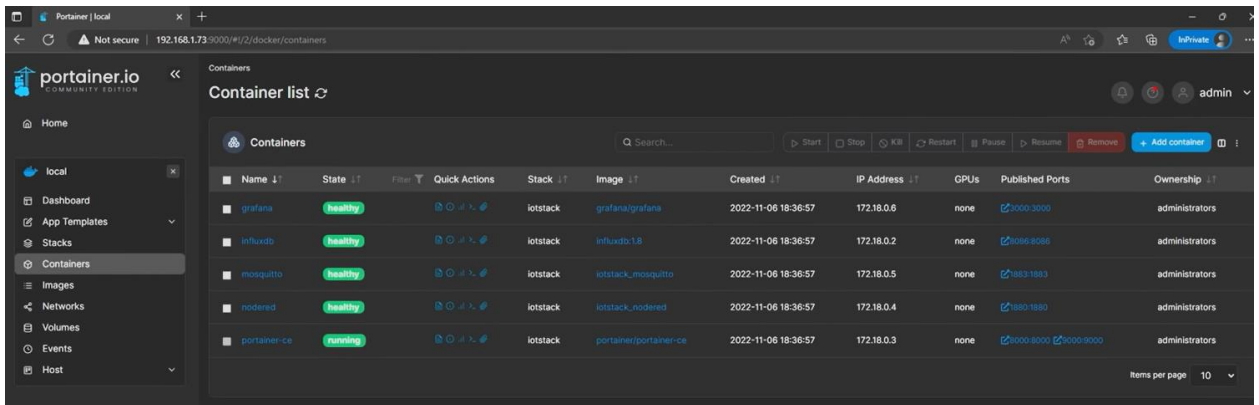 Portainer | local
Not secure | 192.168.1.73:9000/#!/2/docker/containers
InPrivate
portainer.io
COMMUNITY EDITION
Home
local
Dashboard
App Templates
Stacks
Containers
Images
Networks
Volumes
Events
Host
Containers
Container list
admin
Containers
Search...
Start Stop Kill Restart Pause Resume Remove + Add container
Name State Filter Quick Actions Stack Image Created IP Address GPUs Published Ports Ownership
grafana healthy iotstack grafana/grafana 2022-11-06 18:36:57 172.18.0.6 none 3000:3000 administrators
influxdb healthy iotstack influxdb:1.8 2022-11-06 18:36:57 172.18.0.2 none 8086:8086 administrators
mosquitto healthy iotstack iotstack_mosquitto 2022-11-06 18:36:57 172.18.0.5 none 1883:1883 administrators
nodered healthy iotstack iotstack_nodered 2022-11-06 18:36:57 172.18.0.4 none 1880:1880 administrators
portainer-ce running iotstack portainer/portainer-ce 2022-11-06 18:36:57 172.18.0.3 none 8000:8000 9000:9000 administrators
Items per page 10